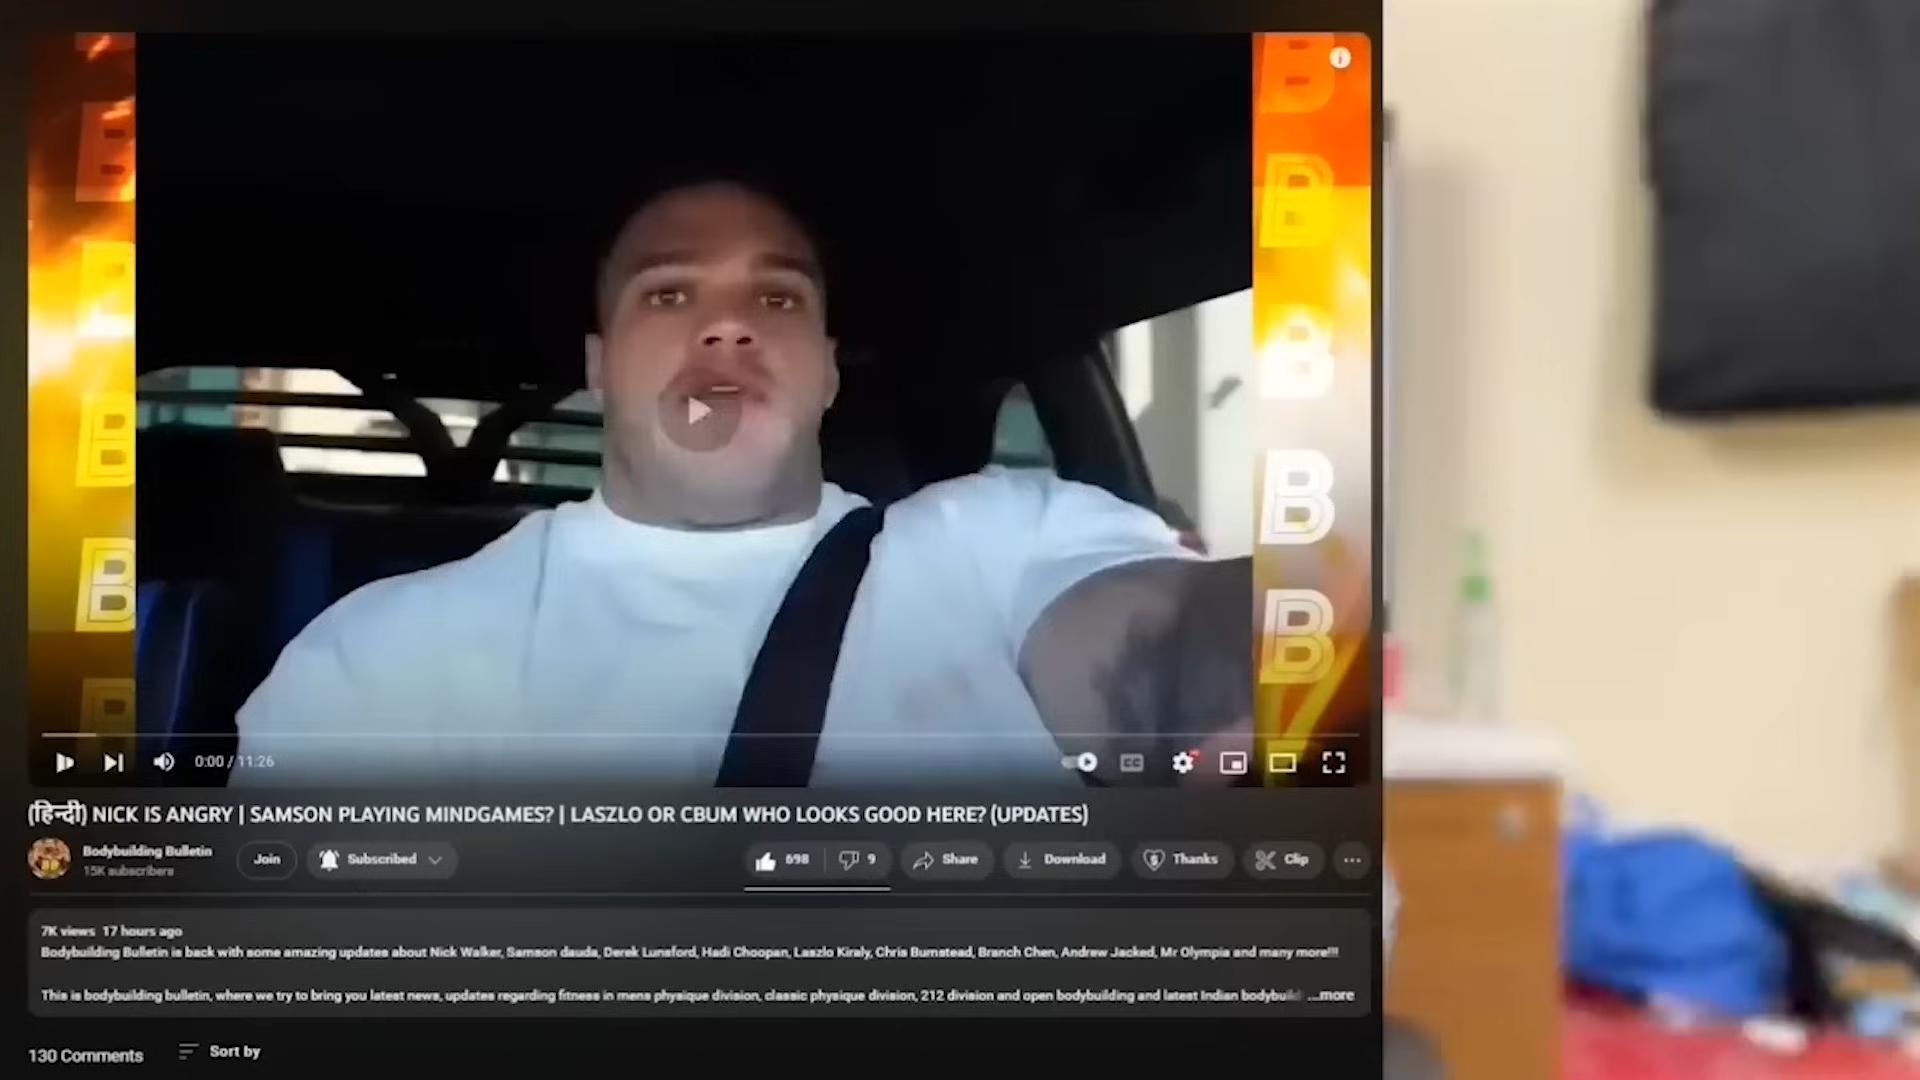 B
B
B
B
B
B
B
B
B
B
B
0:00 / 11:26
CC
(हिन्दी) NICK IS ANGRY | SAMSON PLAYING MINDGAMES? | LASZLO OR CBUM WHO LOOKS GOOD HERE? (UPDATES)
Bodybuilding Bulletin
15K subscribers
Join
Subscribed
698
9
Share
Download
Thanks
Clip
7K views 17 hours ago
Bodybuilding Bulletin is back with some amazing updates about Nick Walker, Samson dauda, Derek Lunsford, Hadi Choopan, Laszlo Kiraly, Chris Bumstead, Branch Chen, Andrew Jacked, Mr Olympia and many more!!!
This is bodybuilding bulletin, where we try to bring you latest news, updates regarding fitness in mens physique division, classic physique division, 212 division and open bodybuilding and latest Indian bodybuild ...more
130 Comments
Sort by